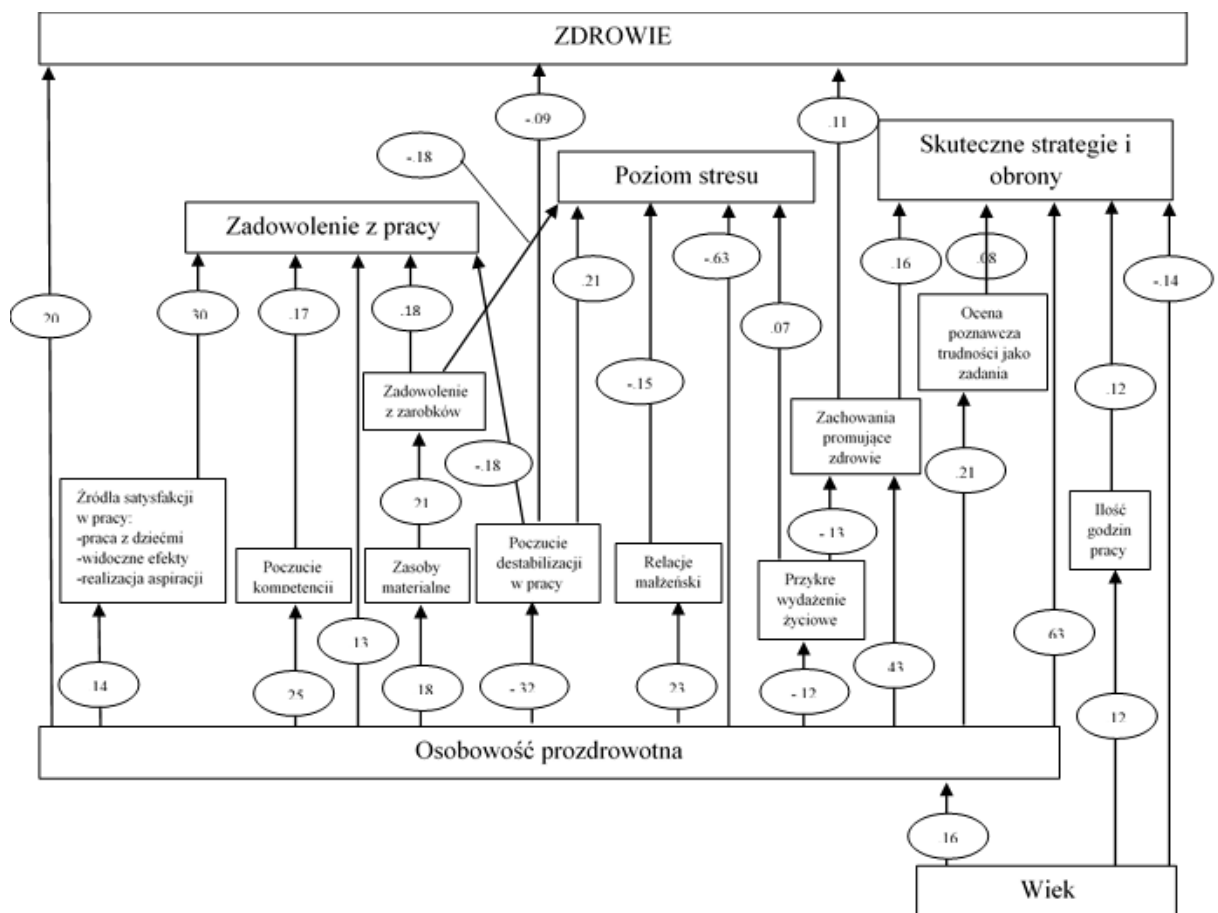 ZDROWIE
-.09
.11
Skuteczne strategie i
obrony
-.18
Poziom stresu
Zadowolenie z pracy
-.63
.16
.08
-.14
.21
20
30
.17
.18
.07
Ocena
poznawcza
trudności jako
zadania
Zadowolenie
z zarobków
-.15
.12
Zachowania
promujące
zdrowie
-.18
.21
Źródła satysfakcji
w pracy:
-praca z dziećmi
-widoczne efekty
-realizacja aspiracji
21
Ilość
godzin
pracy
-.13
Poczucie
kompetencji
Zasoby
materialne
Poczucie
destabilizacji
w pracy
Relacje
małżeński
Przykre
wydażenie
życiowe
13
.63
14
25
18
-.32
23
-.12
43
12
Osobowość prozdrowotna
16
Wiek